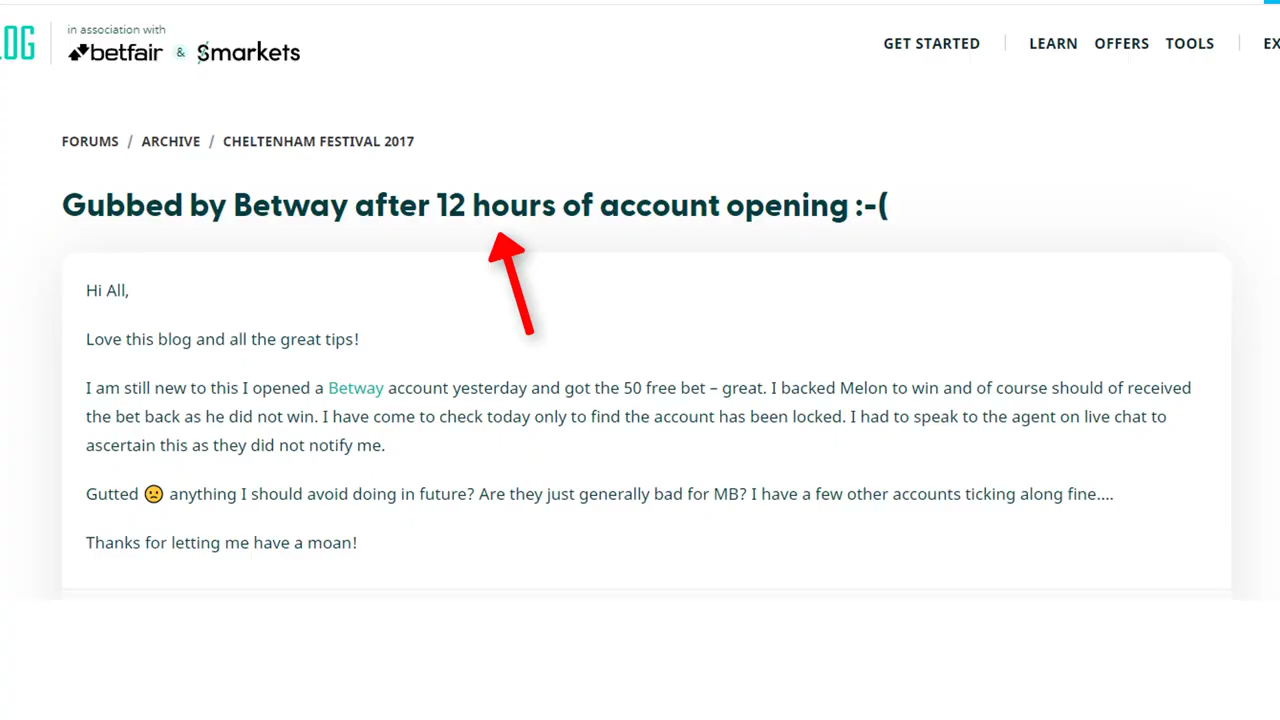 in association with
LOG
betfair & Smarkets
GET STARTED LEARN OFFERS TOOLS
FORUMS / ARCHIVE / CHELTENHAM FESTIVAL 2017
Gubbed by Betway after 12 hours of account opening :-(
Hi All,
Love this blog and all the great tips!
I am still new to this I opened a Betway account yesterday and got the 50 free bet – great. I backed Melon to win and of course should of received
the bet back as he did not win. I have come to check today only to find the account has been locked. I had to speak to the agent on live chat to
ascertain this as they did not notify me.
Gutted 🙁 anything I should avoid doing in future? Are they just generally bad for MB? I have a few other accounts ticking along fine....
Thanks for letting me have a moan!